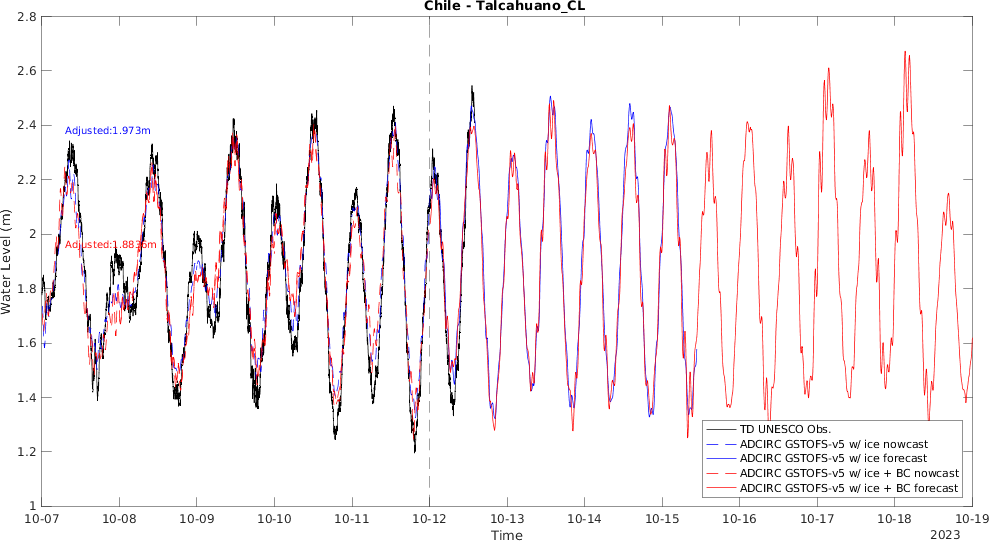 Chile - Talcahuano_CL
2.8
2.6
2.4
2.2
2
1.8
1.6
1.4
1.2
1
Water Level (m)
Adjusted:1.973m
Adjusted:1.8836m
TD UNESCO Obs.
ADCIRC GSTOFS-v5 w/ ice nowcast
ADCIRC GSTOFS-v5 w/ ice forecast
ADCIRC GSTOFS-v5 w/ ice + BC nowcast
ADCIRC GSTOFS-v5 w/ ice + BC forecast
10-07 10-08 10-09 10-10 10-11 10-12 10-13 10-14 10-15 10-16 10-17 10-18 10-19
Time
2023